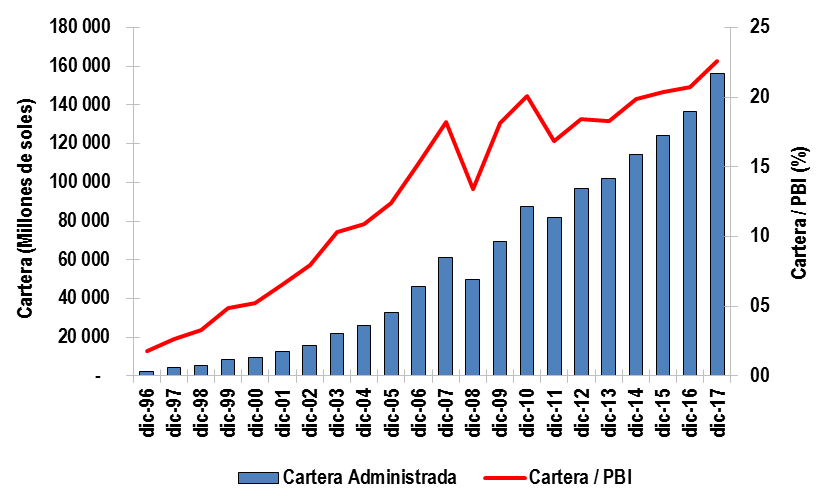 Cartera (Millones de soles)
180 000
160 000
140 000
120 000
100 000
80 000
60 000
40 000
20 000
-
25
20
15
10
05
00
Cartera / PBI (%)
dic-96
dic-97
dic-98
dic-99
dic-00
dic-01
dic-02
dic-03
dic-04
dic-05
dic-06
dic-07
dic-08
dic-09
dic-10
dic-11
dic-12
dic-13
dic-14
dic-15
dic-16
dic-17
Cartera Administrada
Cartera / PBI